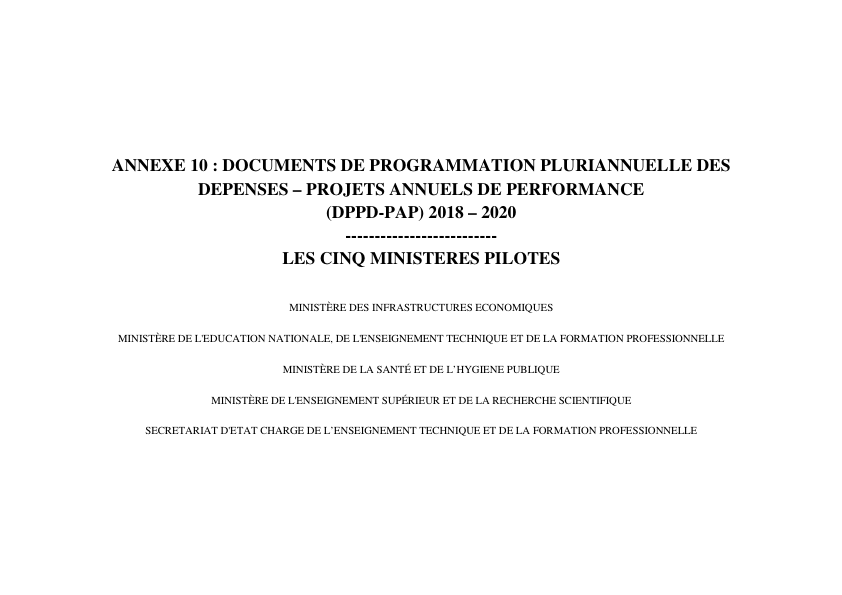 ANNEXE 10 : DOCUMENTS DE PROGRAMMATION PLURIANNUELLE DES
DEPENSES – PROJETS ANNUELS DE PERFORMANCE
(DPPD-PAP) 2018 – 2020
--------------------------
LES CINQ MINISTERES PILOTES
MINISTÈRE DES INFRASTRUCTURES ECONOMIQUES
MINISTÈRE DE L'EDUCATION NATIONALE, DE L'ENSEIGNEMENT TECHNIQUE ET DE LA FORMATION PROFESSIONNELLE
MINISTÈRE DE LA SANTÉ ET DE L’HYGIENE PUBLIQUE
MINISTÈRE DE L'ENSEIGNEMENT SUPÉRIEUR ET DE LA RECHERCHE SCIENTIFIQUE
SECRETARIAT D'ETAT CHARGE DE L’ENSEIGNEMENT TECHNIQUE ET DE LA FORMATION PROFESSIONNELLE